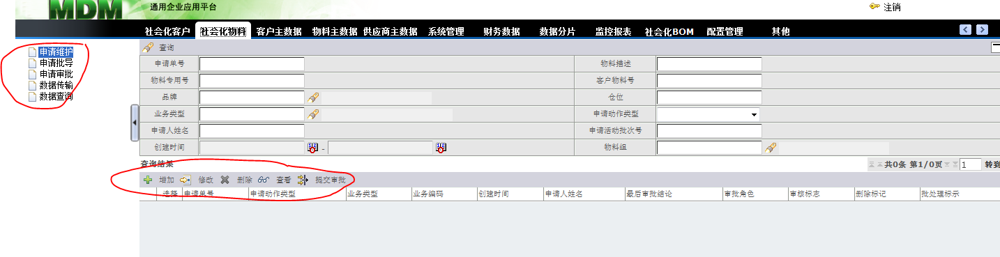 MDM 通用企业应用平台 注销
社会化客户 社会化物料 客户主数据 物料主数据 供应商主数据 系统管理 财务数据 数据分片 监控报表 社会化BOM 配置管理 其他
申请维护
申请批导
申请审批
数据传输
数据查询
查询
申请单号 物料描述
物料专用号 客户物料号
品牌 仓位
业务类型 申请动作类型
申请人姓名 申请活动批次号
创建时间 - 物料组
查询结果 共0条 第1/0页 1 转到
增加 修改 删除 查看 提交审批
选择 申请单号 申请动作类型 业务类型 业务编码 创建时间 申请人姓名 最后审批结论 审批角色 审核标志 删除标记 批处理标示